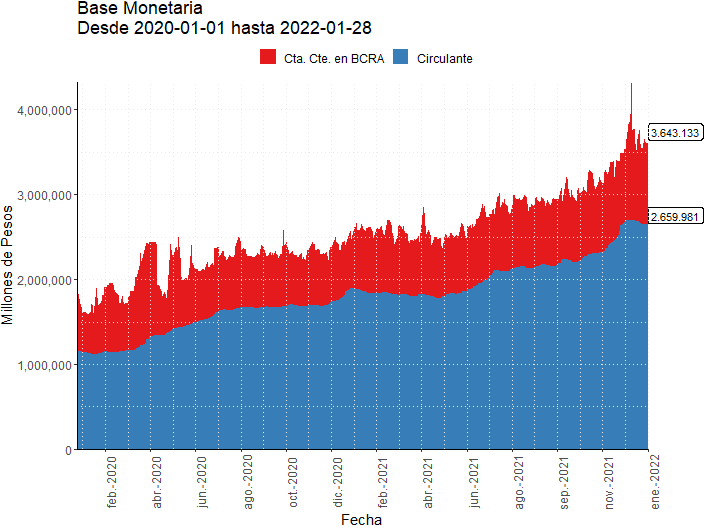 Base Monetaria
Desde 2020-01-01 hasta 2022-01-28
Cta. Cte. en BCRA
Circulante
Millones de Pesos
4,000,000
3,000,000
2,000,000
1,000,000
0
3.643.133
2.659.981
feb.-2020
abr.-2020
jun.-2020
ago.-2020
oct.-2020
dic.-2020
feb.-2021
abr.-2021
jun.-2021
ago.-2021
sep.-2021
nov.-2021
ene.-2022
Fecha